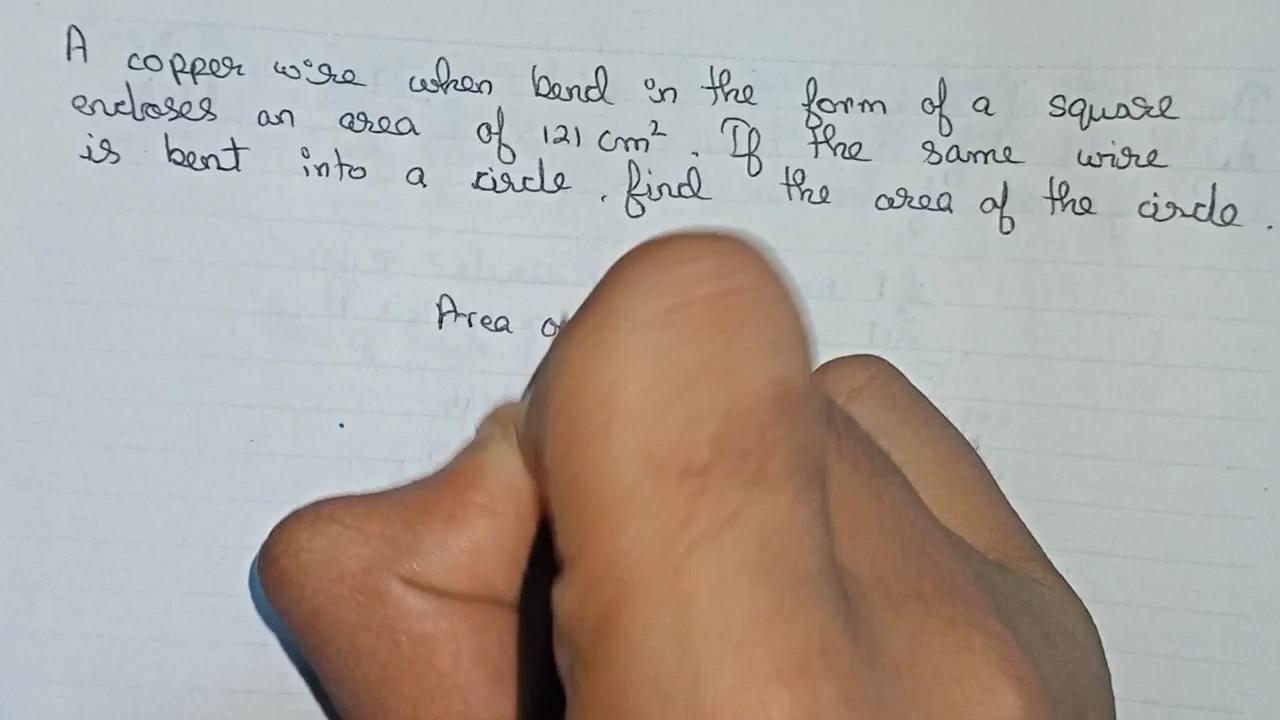 A copper wire when bend in the form of a square
encloses an area of 121 cm². If the same wire
is bent into a circle, find the area of the circle.
Area